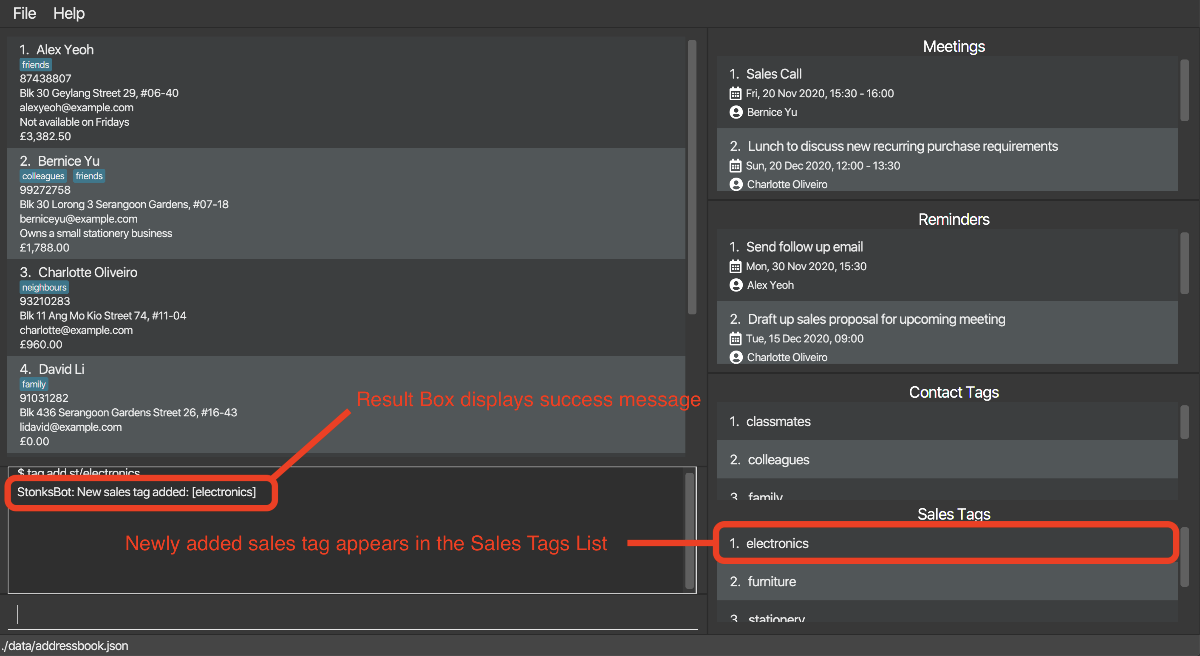 File Help
1. Alex Yeoh
friends
87438807
Blk 30 Geylang Street 29, #06-40
alexyeoh@example.com
Not available on Fridays
£3,382.50
2. Bernice Yu
colleagues friends
99272758
Blk 30 Lorong 3 Serangoon Gardens, #07-18
berniceyu@example.com
Owns a small stationery business
£1,788.00
3. Charlotte Oliveiro
neighbours
93210283
Blk 11 Ang Mo Kio Street 74, #11-04
charlotte@example.com
£960.00
4. David Li
family
91031282
Blk 436 Serangoon Gardens Street 26, #16-43
lidavid@example.com
£0.00
Result Box displays success message
$ tag add st/electronics
StonksBot: New sales tag added: [electronics]
Newly added sales tag appears in the Sales Tags List
./data/addressbook.json
Meetings
1. Sales Call
Fri, 20 Nov 2020, 15:30 - 16:00
Bernice Yu
2. Lunch to discuss new recurring purchase requirements
Sun, 20 Dec 2020, 12:00 - 13:30
Charlotte Oliveiro
Reminders
1. Send follow up email
Mon, 30 Nov 2020, 15:30
Alex Yeoh
2. Draft up sales proposal for upcoming meeting
Tue, 15 Dec 2020, 09:00
Charlotte Oliveiro
Contact Tags
1. classmates
2. colleagues
3. family
Sales Tags
1. electronics
2. furniture
3. stationery